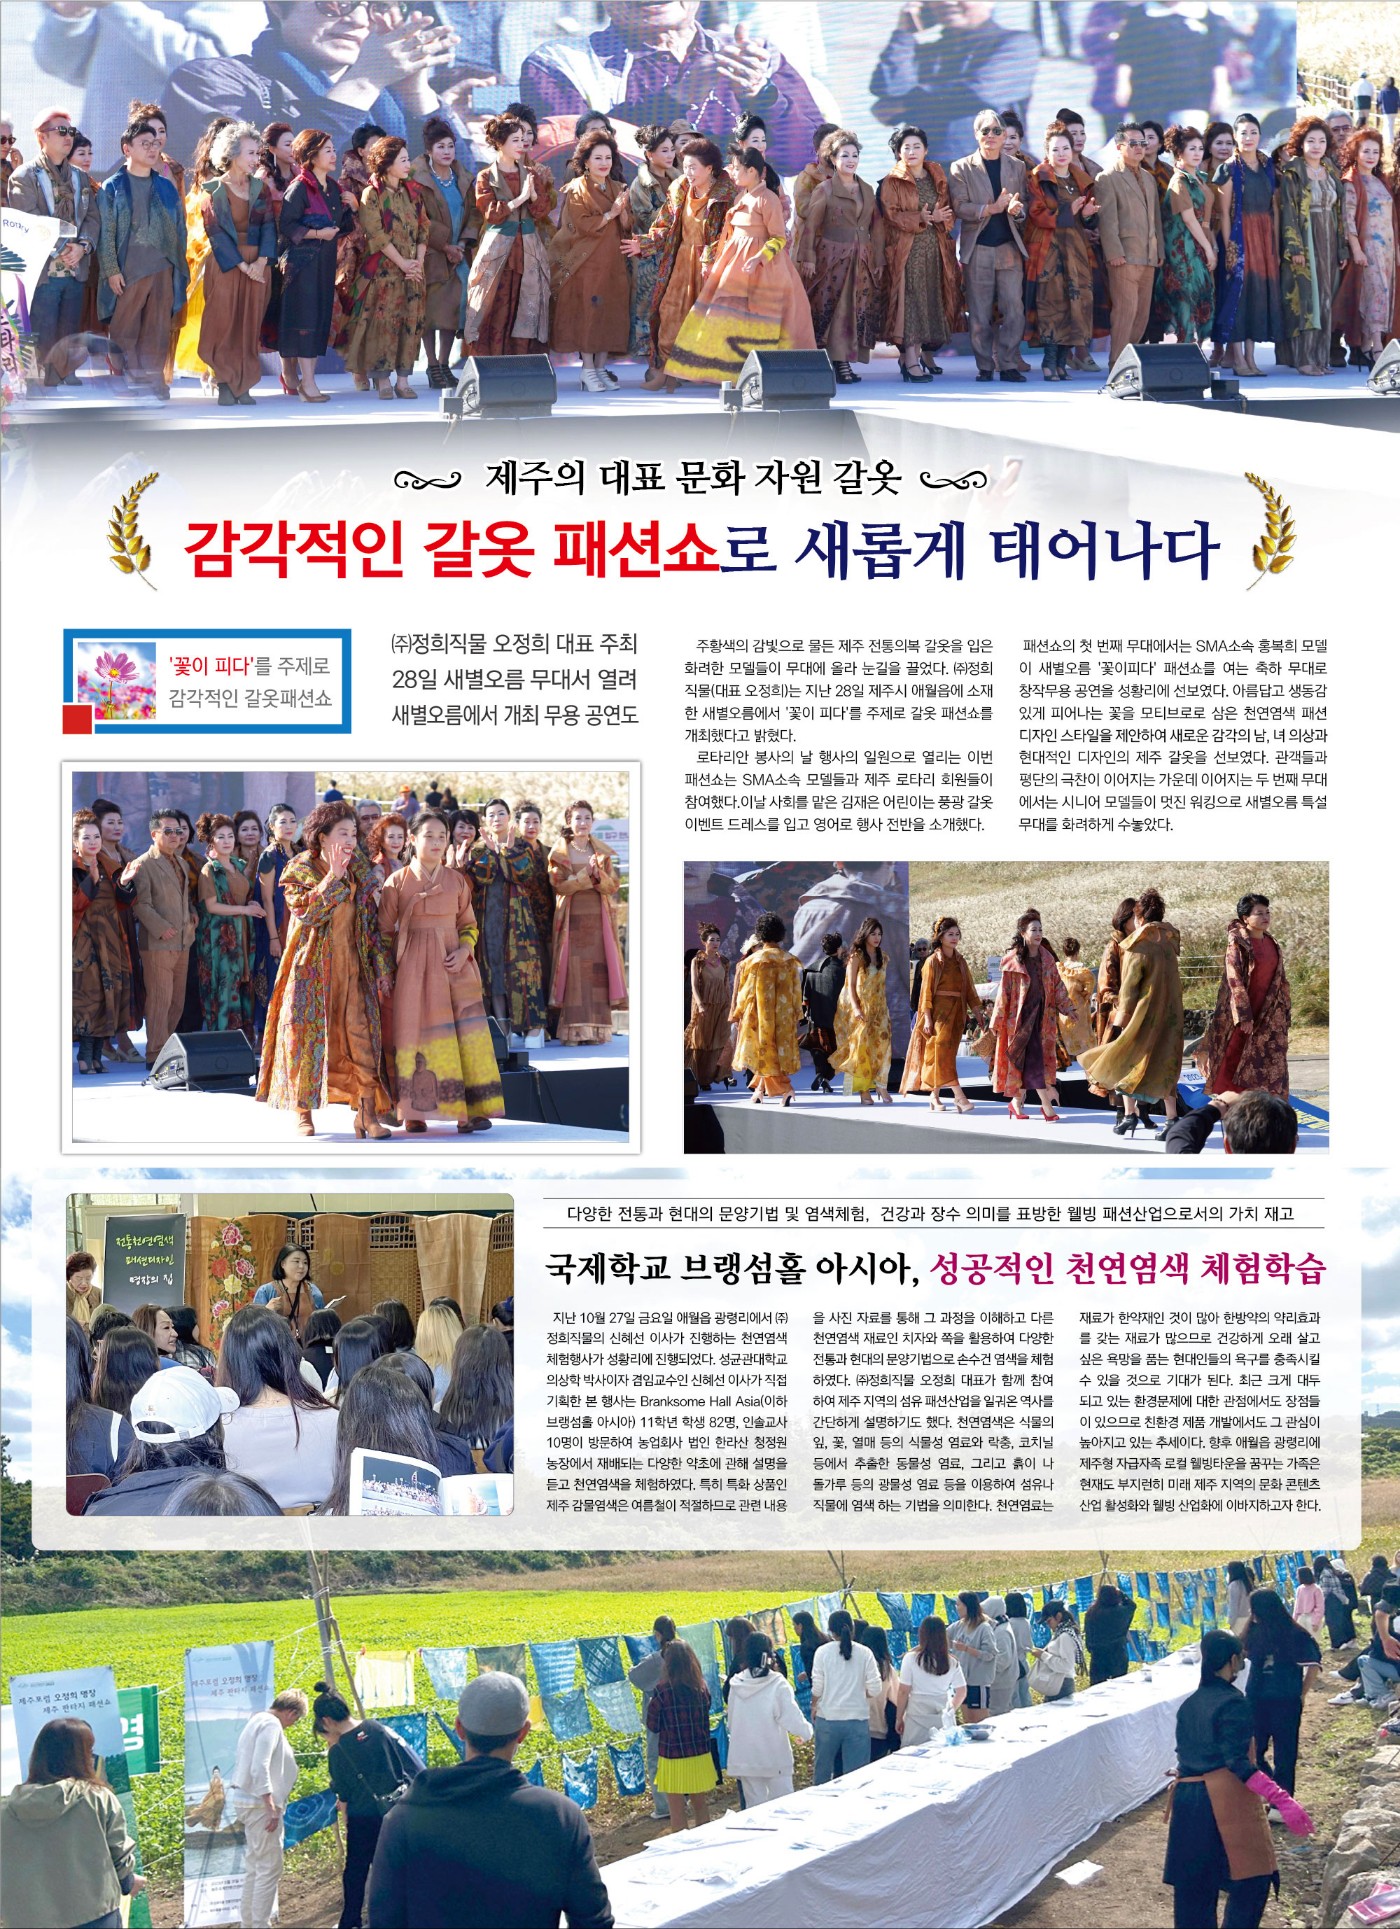 Rotky
제주의 대표 문화 자원 갈옷
감각적인 갈옷 패션쇼로 새롭게 태어나다
'꽃이 피다'를 주제로
감각적인 갈옷패션쇼
㈜정희직물 오정희 대표 주최
28일 새별오름 무대서 열려
새별오름에서 개최 무용 공연도
주황색의 감빛으로 물든 제주 전통의복 갈옷을 입은
화려한 모델들이 무대에 올라 눈길을 끌었다. ㈜정희
직물(대표 오정희)는 지난 28일 제주시 애월읍에 소재
한 새별오름에서 '꽃이 피다'를 주제로 갈옷 패션쇼를
개최했다고 밝혔다.
로타리안 봉사의 날 행사의 일원으로 열리는 이번
패션쇼는 SMA소속 모델들과 제주 로타리 회원들이
참여했다.이날 사회를 맡은 김재은 어린이는 풍광 갈옷
이벤트 드레스를 입고 영어로 행사 전반을 소개했다.
패션쇼의 첫 번째 무대에서는 SMA소속 홍복희 모델
이 새별오름 '꽃이피다' 패션쇼를 여는 축하 무대로
창작무용 공연을 성황리에 선보였다. 아름답고 생동감
있게 피어나는 꽃을 모티브로로 삼은 천연염색 패션
디자인 스타일을 제안하여 새로운 감각의 남, 녀 의상과
현대적인 디자인의 제주 갈옷을 선보였다. 관객들과
평단의 극찬이 이어지는 가운데 이어지는 두 번째 무대
에서는 시니어 모델들이 멋진 워킹으로 새별오름 특설
무대를 화려하게 수놓았다.
전통천연염색
패션디자인
명장의 집
다양한 전통과 현대의 문양기법 및 염색체험, 건강과 장수 의미를 표방한 웰빙 패션산업으로서의 가치 재고
국제학교 브랭섬홀 아시아, 성공적인 천연염색 체험학습
지난 10월 27일 금요일 애월읍 광령리에서 ㈜
정희직물의 신혜선 이사가 진행하는 천연염색
체험행사가 성황리에 진행되었다. 성균관대학교
의상학 박사이자 겸임교수인 신혜선 이사가 직접
기획한 본 행사는 Branksome Hall Asia(이하
브랭섬홀 아시아) 11학년 학생 82명, 인솔교사
10명이 방문하여 농업회사 법인 한라산 청정원
농장에서 재배되는 다양한 약초에 관해 설명을
듣고 천연염색을 체험하였다. 특히 특화 상품인
제주 감물염색은 여름철이 적절하므로 관련 내용
을 사진 자료를 통해 그 과정을 이해하고 다른
천연염색 재료인 치자와 쪽을 활용하여 다양한
전통과 현대의 문양기법으로 손수건 염색을 체험
하였다. ㈜정희직물 오정희 대표가 함께 참여
하여 제주 지역의 섬유 패션산업을 일궈온 역사를
간단하게 설명하기도 했다. 천연염색은 식물의
잎, 꽃, 열매 등의 식물성 염료와 락충, 코치닐
등에서 추출한 동물성 염료, 그리고 흙이 나
돌가루 등의 광물성 염료 등을 이용하여 섬유나
직물에 염색 하는 기법을 의미한다. 천연염료는
재료가 한약재인 것이 많아 한방약의 약리효과
를 갖는 재료가 많으므로 건강하게 오래 살고
싶은 욕망을 품는 현대인들의 욕구를 충족시킬
수 있을 것으로 기대가 된다. 최근 크게 대두
되고 있는 환경문제에 대한 관점에서도 장점들
이 있으므로 친환경 제품 개발에서도 그 관심이
높아지고 있는 추세이다. 향후 애월읍 광령리에
제주형 자급자족 로컬 웰빙타운을 꿈꾸는 가족은
현재도 부지런히 미래 제주 지역의 문화 콘텐츠
산업 활성화와 웰빙 산업화에 이바지하고자 한다.
제주포럼 오정희 명장
제주 판타지 패션쇼
제주포럼 오정희 명장
제주 판타지 패션쇼